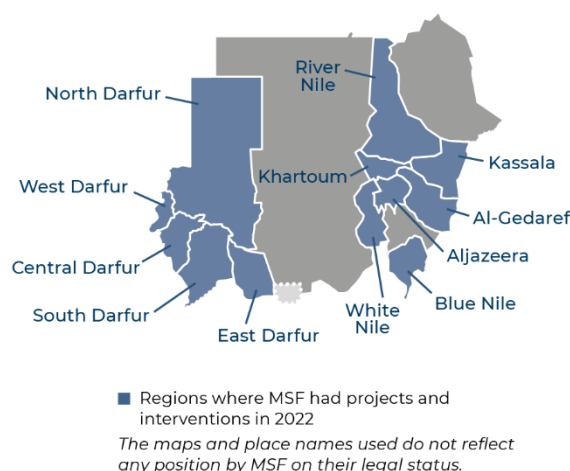 River
Nile
North Darfur
Kassala
Khartoum
West Darfur
Al-Gedaref
Aljazeera
Central Darfur
Blue Nile
White
Nile
South Darfur
East Darfur
Regions where MSF had projects and
interventions in 2022
The maps and place names used do not reflect
any position by MSF on their legal status.